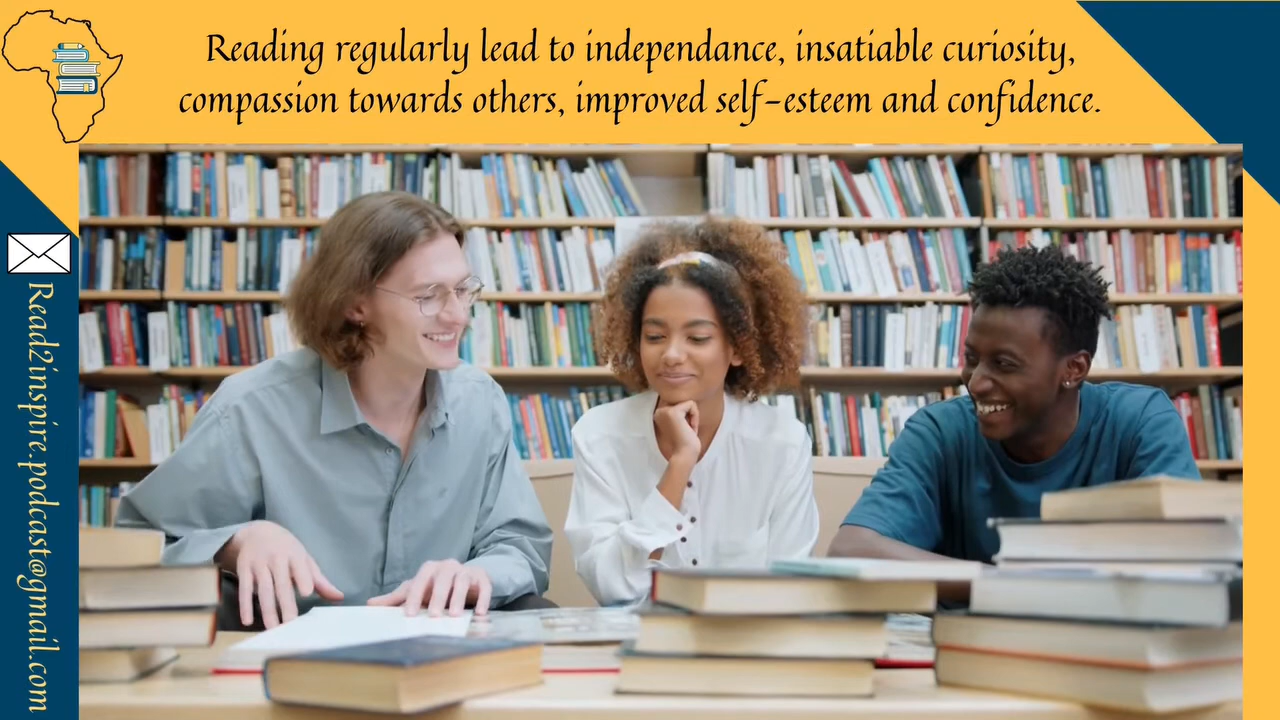 Reading regularly lead to independance, insatiable curiosity,
compassion towards others, improved self-esteem and confidence.
Read2inspire.podcast@gmail.com